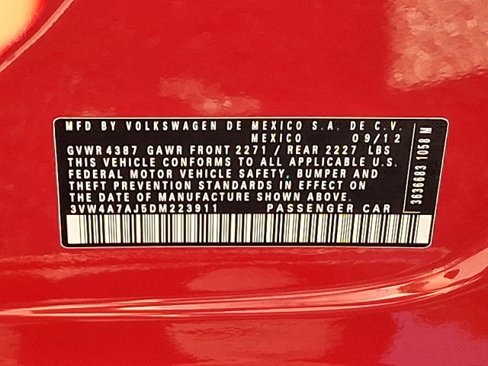 MFD BY VOLKSWAGEN DE MEXICO S.A. DE C.V.
MEXICO 09/12
GVWR 4387 GAWR FRONT 2271 / REAR 2227 LBS
THIS VEHICLE CONFORMS TO ALL APPLICABLE U.S.
FEDERAL MOTOR VEHICLE SAFETY, BUMPER AND
THEFT PREVENTION STANDARDS IN EFFECT ON
THE DATE OF MANUFACTURE SHOWN ABOVE.
3VW4A7AJ5DM223911 PASSENGER CAR
3636683 1058 M